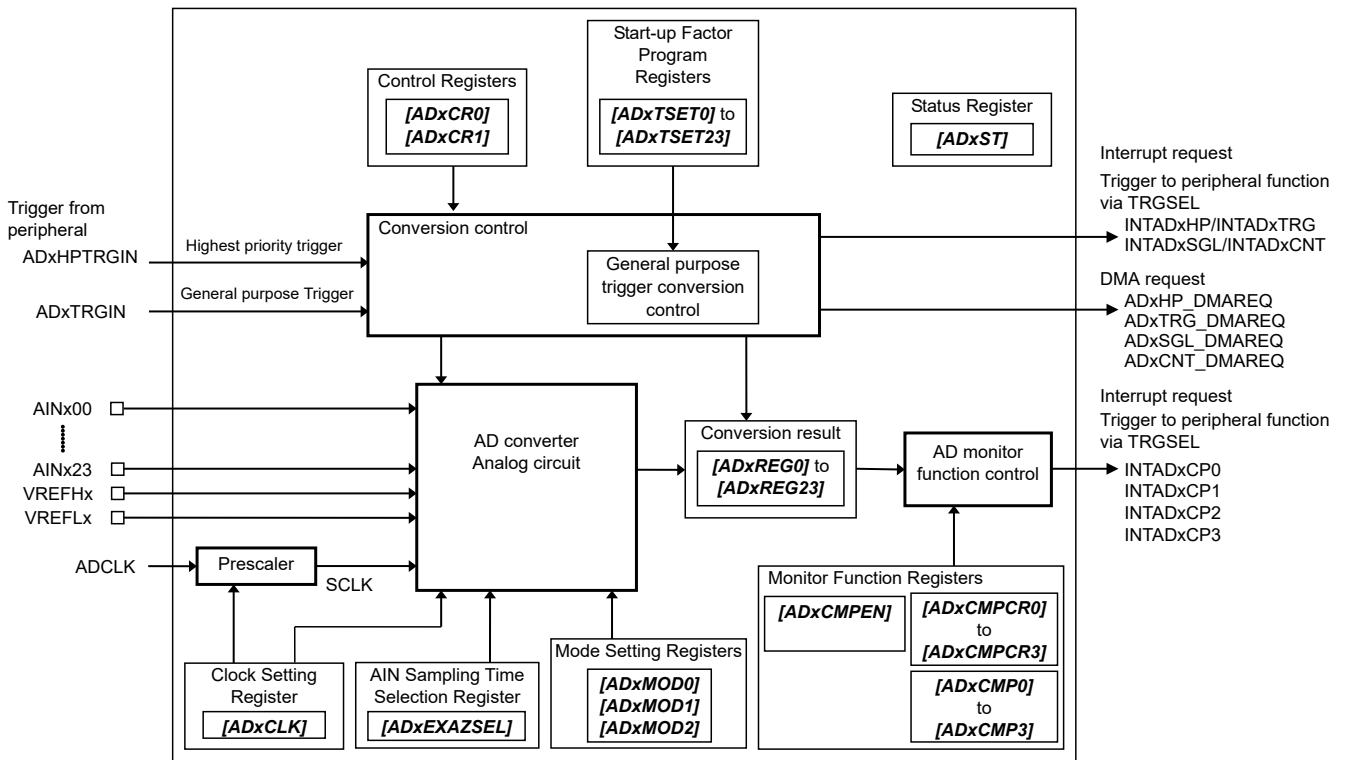 Start-up Factor
Program
Registers
[ADxTSET0] to
[ADxTSET23]
Control Registers
[ADxCR0]
[ADxCR1]
Status Register
[ADxST]
Trigger from
peripheral
ADxHPTRGIN
Highest priority trigger
ADxTRGIN
General purpose Trigger
Conversion control
General purpose
trigger conversion
control
Interrupt request
Trigger to peripheral function
via TRGSEL
INTADxHP/INTADxTRG
INTADxSGL/INTADxCNT
DMA request
ADxHP_DMAREQ
ADxTRG_DMAREQ
ADxSGL_DMAREQ
ADxCNT_DMAREQ
AINx00
AINx23
VREFHx
VREFLx
ADCLK
Prescaler
SCLK
AD converter
Analog circuit
Conversion result
[ADxREG0] to
[ADxREG23]
AD monitor
function control
Interrupt request
Trigger to peripheral function
via TRGSEL
INTADxCP0
INTADxCP1
INTADxCP2
INTADxCP3
Clock Setting
Register
[ADxCLK]
AIN Sampling Time
Selection Register
[ADxEXAZSEL]
Mode Setting Registers
[ADxMOD0]
[ADxMOD1]
[ADxMOD2]
Monitor Function Registers
[ADxCMPEN]
[ADxCMPCR0]
to
[ADxCMPCR3]
[ADxCMP0]
to
[ADxCMP3]